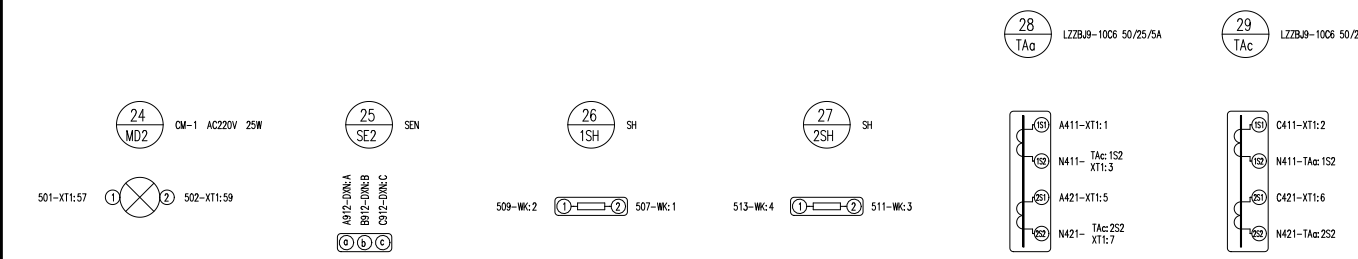 28
TAa
LZZBJ9-10C6 50/25/5A
29
TAc
LZZBJ9-10C6 50/2
24
MD2
CM-1 AC220V 25W
25
SE2
SEN
26
1SH
SH
27
2SH
SH
501-XT1:57
1
2
502-XT1:59
A912-DXN:A
B912-DXN:B
C912-DXN:C
a
b
c
509-WK:2
1
2
507-WK:1
513-WK:4
1
2
511-WK:3
1S1
A411-XT1:1
1S2
N411-
TAc:1S2
XT1:3
2S1
A421-XT1:5
2S2
N421-
TAc:2S2
XT1:7
1S1
C411-XT1:2
1S2
N411-TAa:1S2
2S1
C421-XT1:6
2S2
N421-TAa:2S2